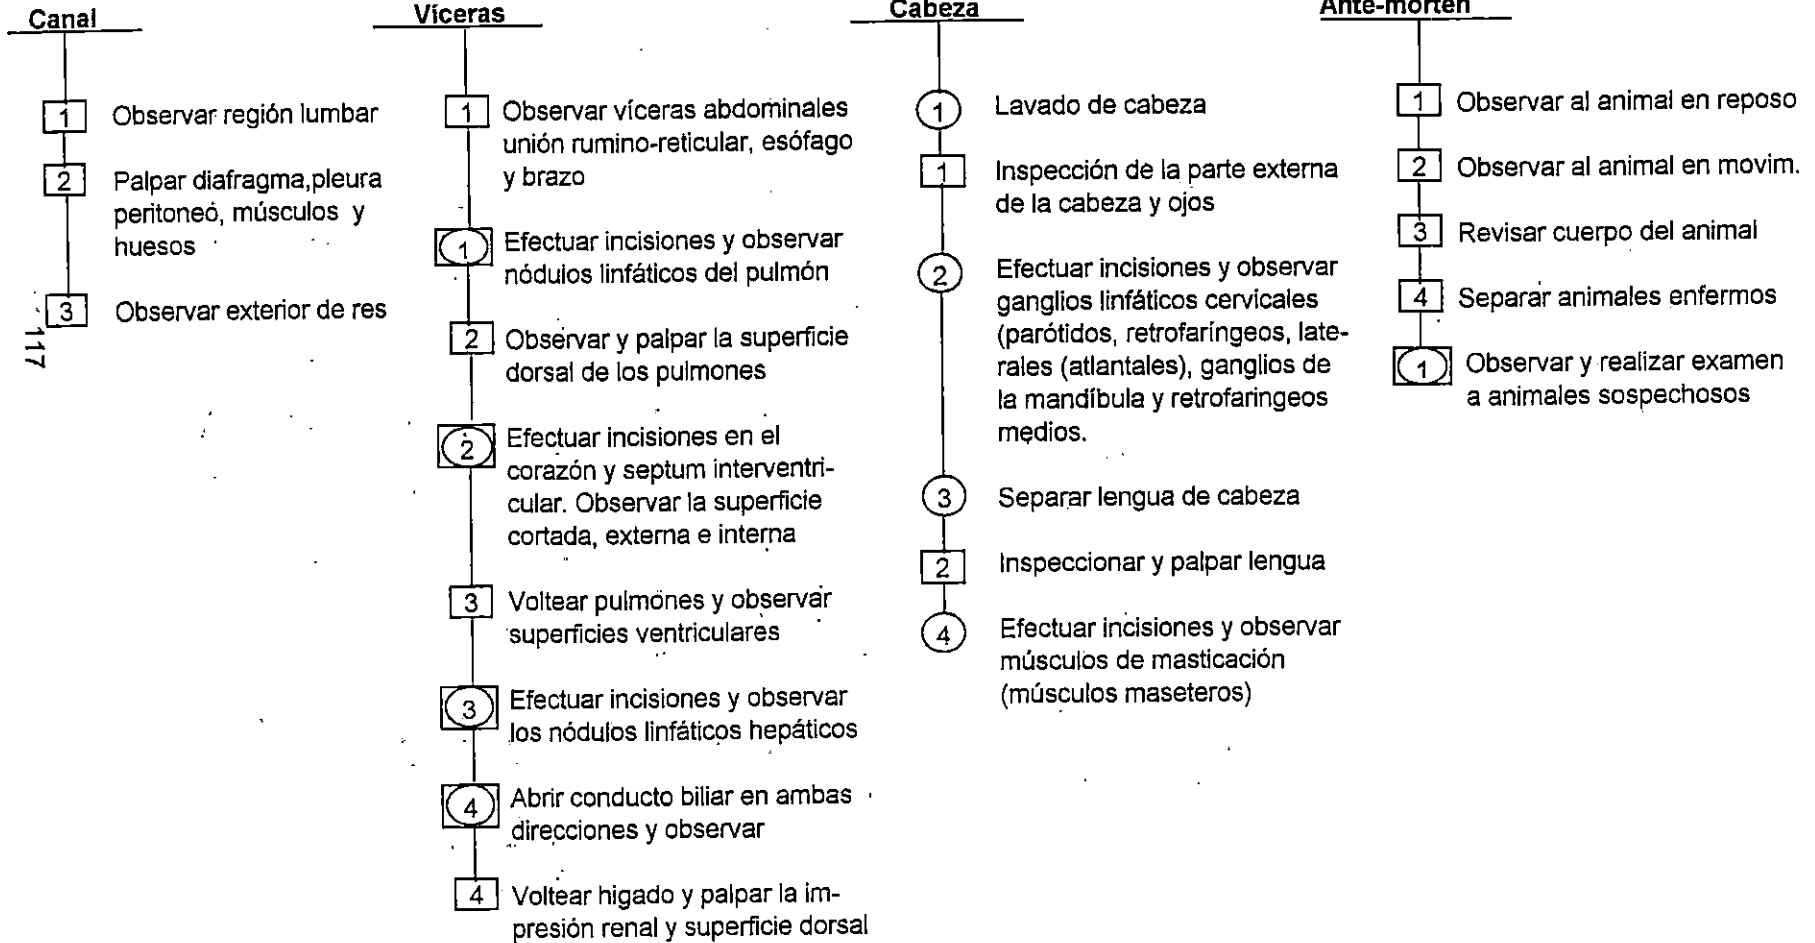 Canal
1 Observar región lumbar
2 Palpar diafragma,pleura
peritoneó, músculos y
huesos
3 Observar exterior de res
117
Víceras
1 Observar víceras abdominales
unión rumino-reticular, esófago
y brazo
1 Efectuar incisiones y observar
nódulos linfáticos del pulmón
2 Observar y palpar la superficie
dorsal de los pulmones
2 Efectuar incisiones en el
corazón y septum interventri-
cular. Observar la superficie
cortada, externa e interna
3 Voltear pulmones y observar
superficies ventriculares
3 Efectuar incisiones y observar
los nódulos linfáticos hepáticos
4 Abrir conducto biliar en ambas
direcciones y observar
4 Voltear higado y palpar la im-
presión renal y superficie dorsal
Cabeza
1 Lavado de cabeza
1 Inspección de la parte externa
de la cabeza y ojos
2 Efectuar incisiones y observar
ganglios linfáticos cervicales
(parótidos, retrofaríngeos, late-
rales (atlantales), ganglios de
la mandíbula y retrofaringeos
medios.
3 Separar lengua de cabeza
2 Inspeccionar y palpar lengua
4 Efectuar incisiones y observar
músculos de masticación
(músculos maseteros)
Ante-morten
1 Observar al animal en reposo
2 Observar al animal en movim.
3 Revisar cuerpo del animal
4 Separar animales enfermos
1 Observar y realizar examen
a animales sospechosos